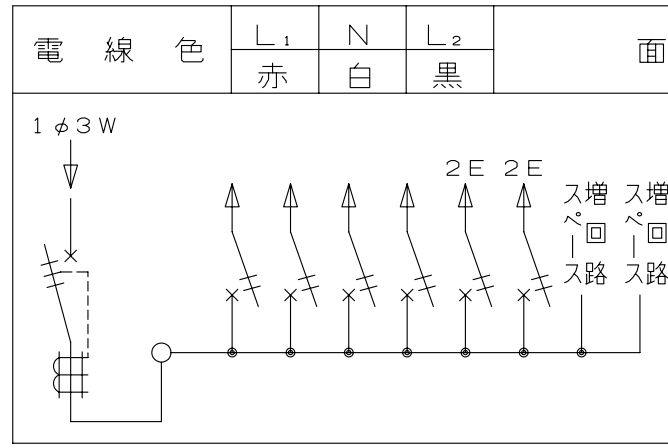 電線色
L1 N L2
赤 白 黒
面
1φ3W
2E 2E
増回路
スペース
増回路
スペース